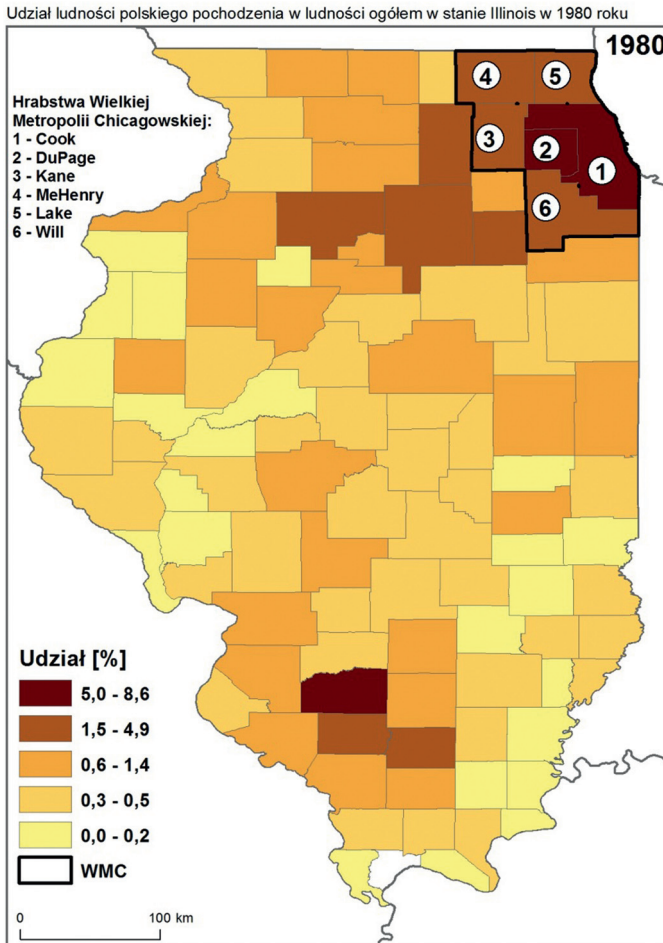 Udział ludności polskiego pochodzenia w ludności ogółem w stanie Illinois w 1980 roku
1980
Hrabstwa Wielkiej
Metropolii Chicagowskiej:
1 - Cook
2 - DuPage
3 - Kane
4 - MeHenry
5 - Lake
6 - Will
4
5
3
2
1
6
Udział [%]
5,0 - 8,6
1,5 - 4,9
0,6 - 1,4
0,3 - 0,5
0,0 - 0,2
WMC
0 100 km